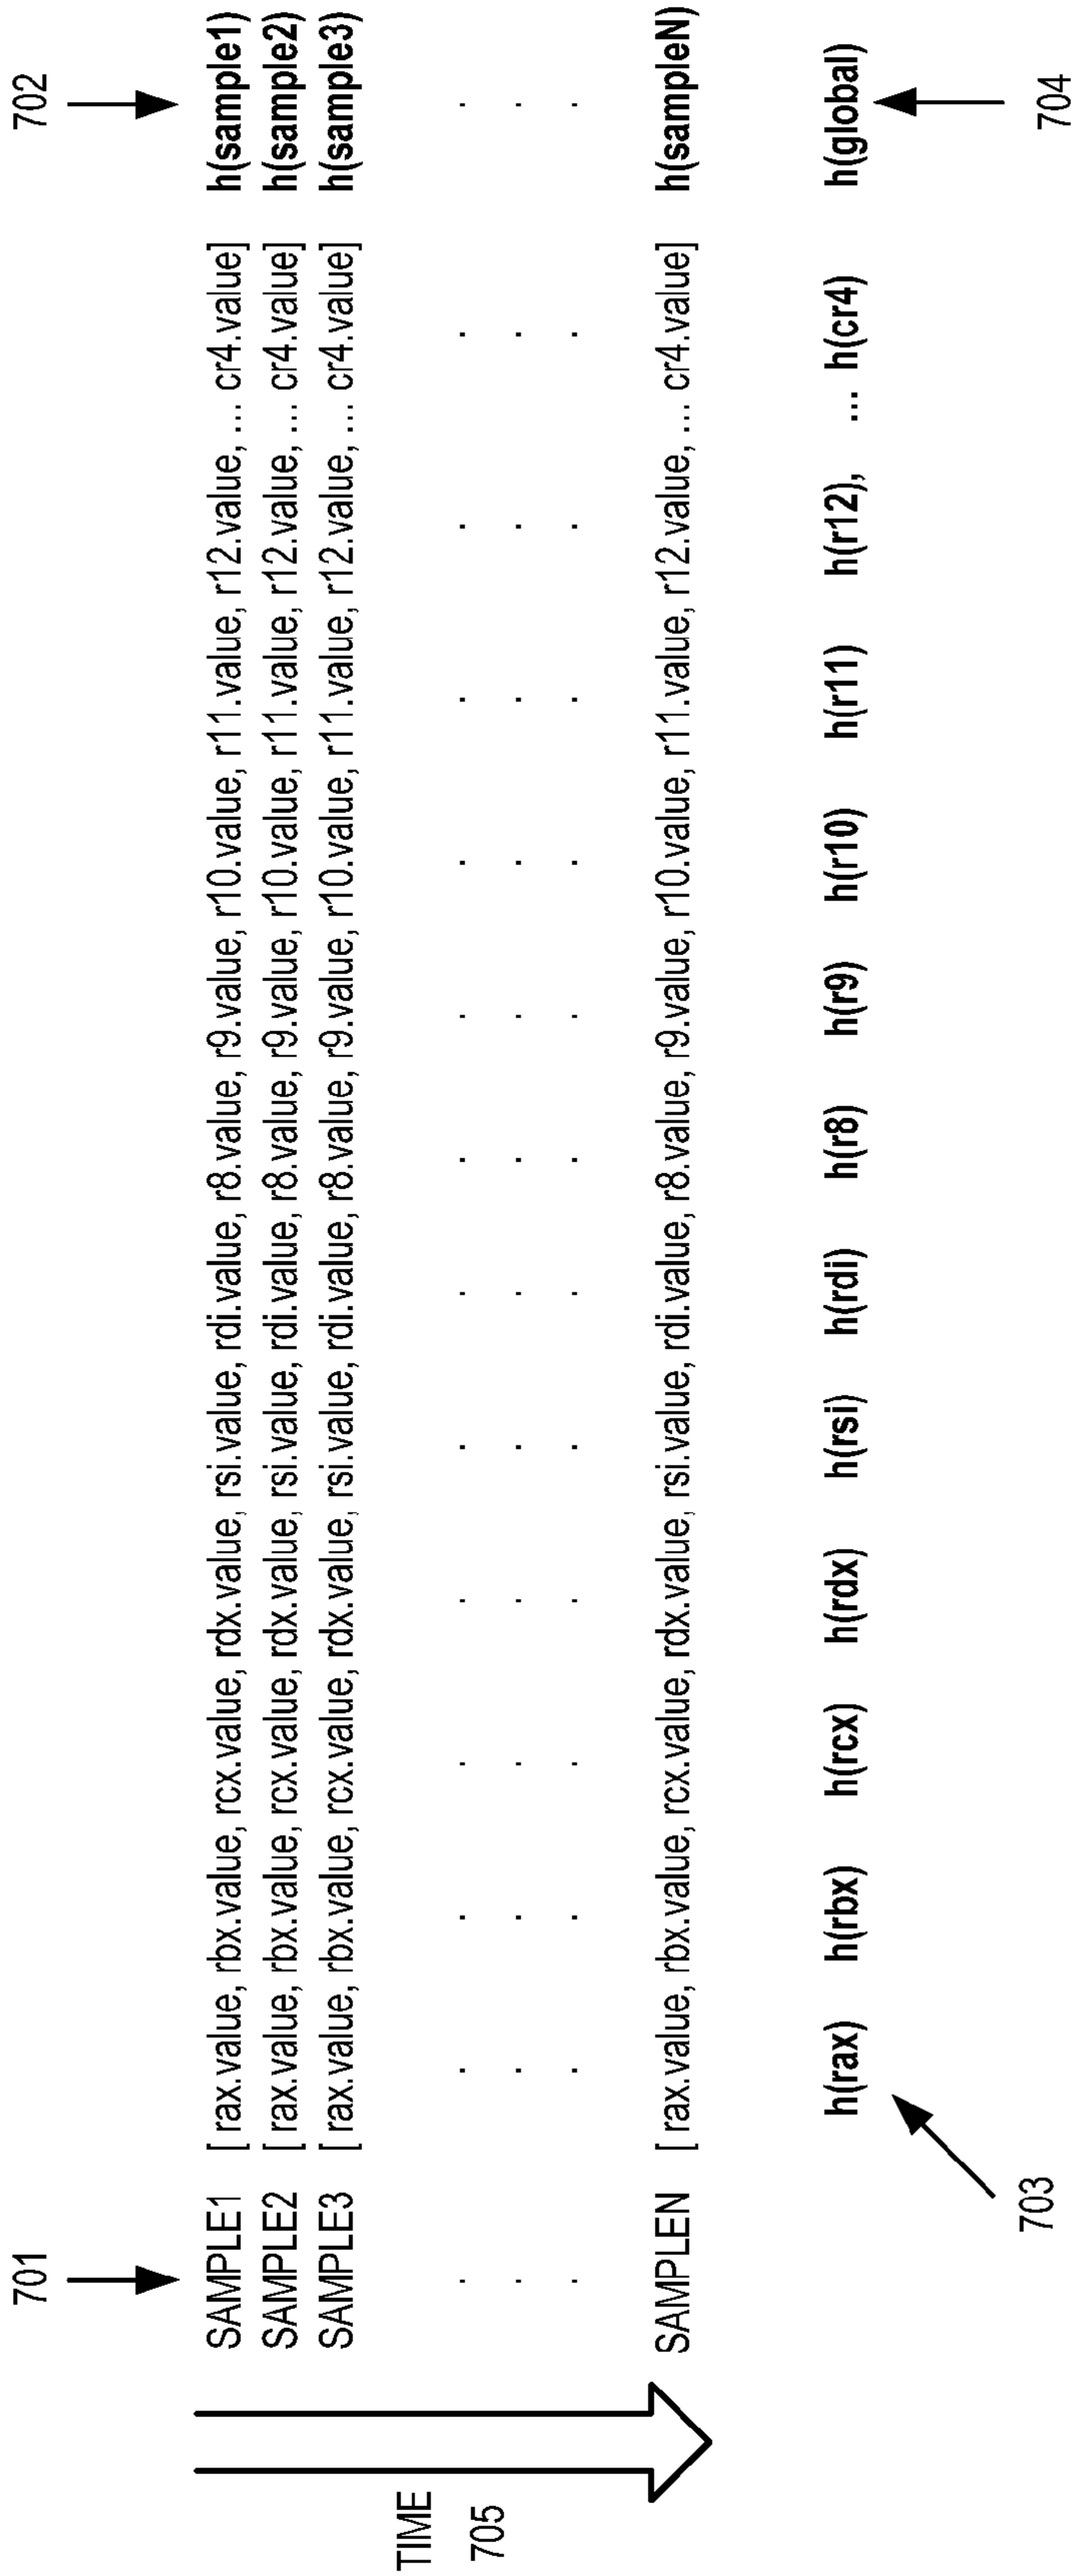 701
702
SAMPLE1 [ rax.value, rbx.value, rcx.value, rdx.value, rsi.value, rdi.value, r8.value, r9.value, r10.value, r11.value, r12.value, ... cr4.value] h(sample1)
SAMPLE2 [ rax.value, rbx.value, rcx.value, rdx.value, rsi.value, rdi.value, r8.value, r9.value, r10.value, r11.value, r12.value, ... cr4.value] h(sample2)
SAMPLE3 [ rax.value, rbx.value, rcx.value, rdx.value, rsi.value, rdi.value, r8.value, r9.value, r10.value, r11.value, r12.value, ... cr4.value] h(sample3)
TIME
705
SAMPLEN [ rax.value, rbx.value, rcx.value, rdx.value, rsi.value, rdi.value, r8.value, r9.value, r10.value, r11.value, r12.value, ... cr4.value] h(sampleN)
h(rax) h(rbx) h(rcx) h(rdx) h(rsi) h(rdi) h(r8) h(r9) h(r10) h(r11) h(r12), ... h(cr4) h(global)
703
704